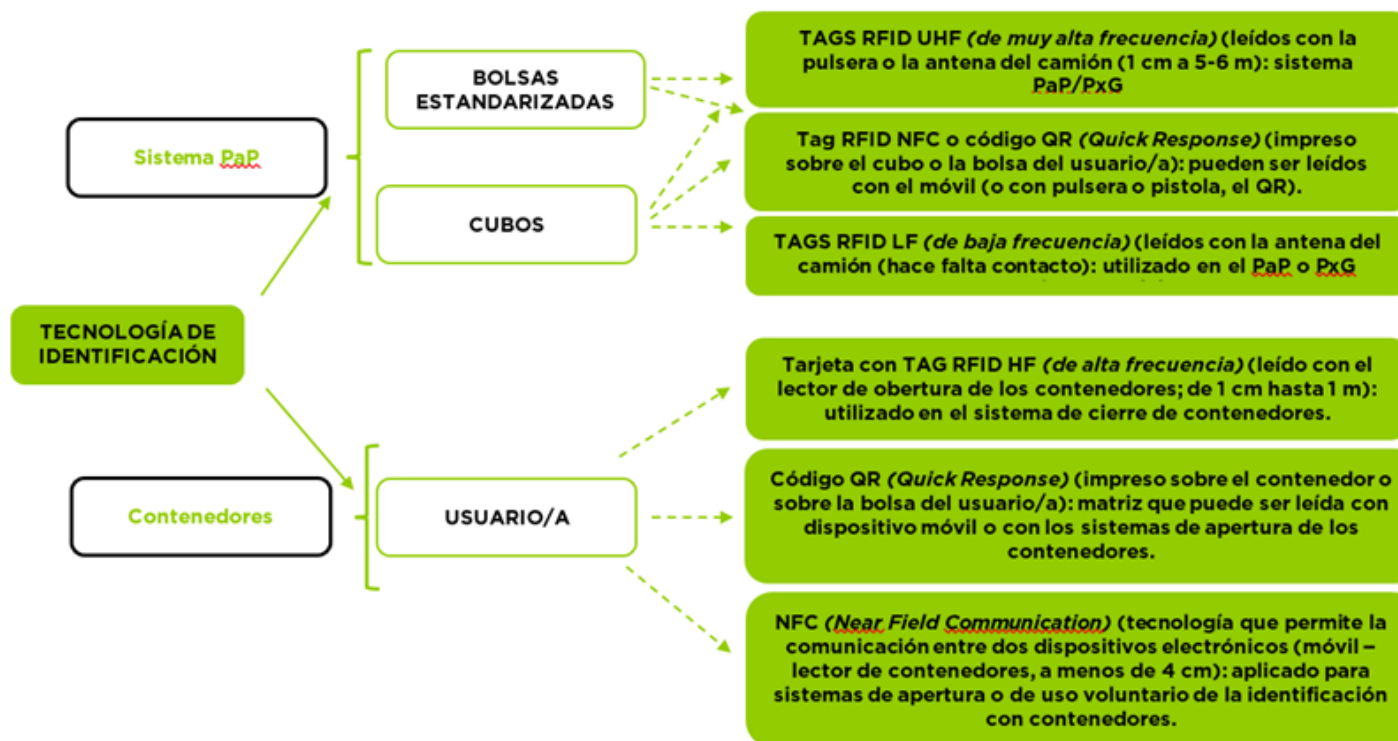 TAGS RFID UHF (de muy alta frecuencia) (leídos con la
pulsera o la antena del camión (1 cm a 5-6 m): sistema
PaP/PxG
BOLSAS
ESTANDARIZADAS
Sistema PaP
Tag RFID NFC o código QR (Quick Response) (impreso
sobre el cubo o la bolsa del usuario/a): pueden ser leídos
con el móvil (o con pulsera o pistola, el QR).
CUBOS
TAGS RFID LF (de baja frecuencia) (leídos con la antena del
camión (hace falta contacto): utilizado en el PaP o PxG
TECNOLOGÍA DE
IDENTIFICACIÓN
Tarjeta con TAG RFID HF (de alta frecuencia) (leído con el
lector de obertura de los contenedores; de 1 cm hasta 1 m):
utilizado en el sistema de cierre de contenedores.
Contenedores
USUARIO/A
Código QR (Quick Response) (impreso sobre el contenedor o
sobre la bolsa del usuario/a): matriz que puede ser leída con
dispositivo móvil o con los sistemas de apertura de los
contenedores.
NFC (Near Field Communication) (tecnología que permite la
comunicación entre dos dispositivos electrónicos (móvil –
lector de contenedores, a menos de 4 cm): aplicado para
sistemas de apertura o de uso voluntario de la identificación
con contenedores.